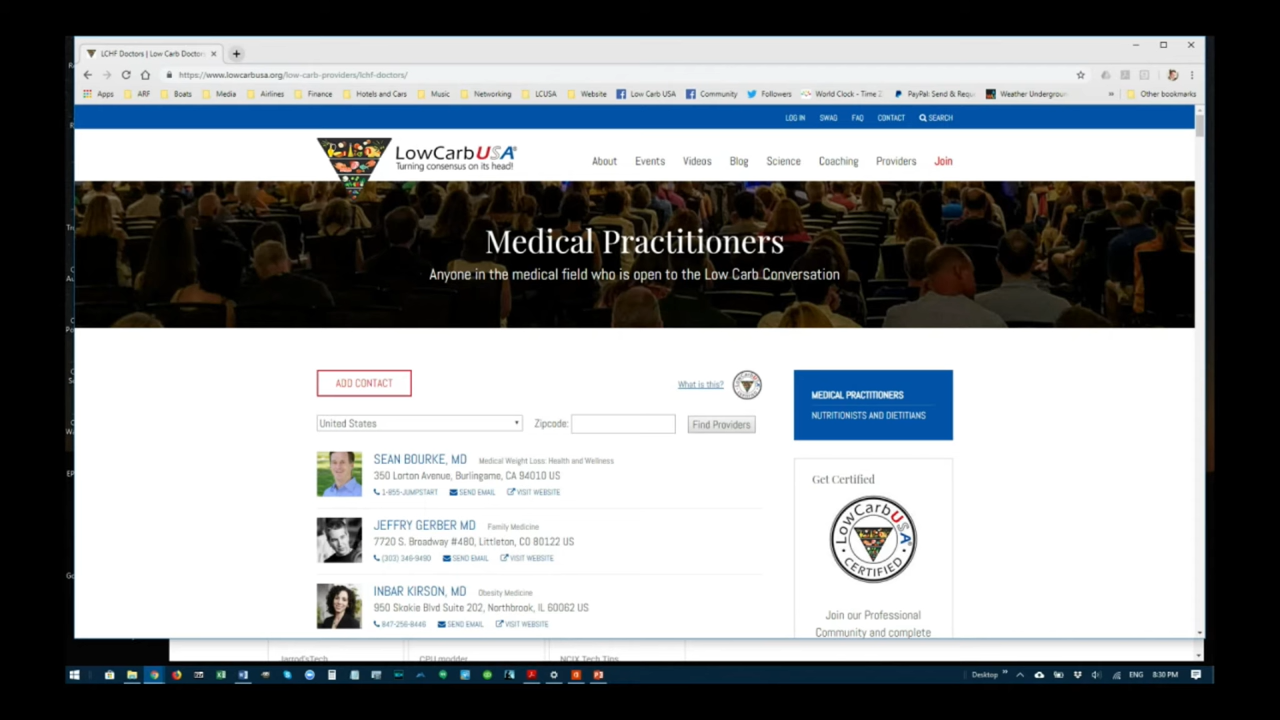 LCHF Doctors | Low Carb Doctor
https://www.lowcarbusa.org/low-carb-providers/lchf-doctors/
Apps ARF Boats Media Airlines Finance Hotels and Cars Music Networking LCUSA Website Low Carb USA Community Followers World Clock - Time Z PayPal: Send & Requ Weather Undergroun » Other bookmarks
LOG IN SWAG FAQ CONTACT SEARCH
LowCarbUSA
Turning consensus on its head!
About Events Videos Blog Science Coaching Providers Join
Medical Practitioners
Anyone in the medical field who is open to the Low Carb Conversation
ADD CONTACT
What is this?
United States
Zipcode:
Find Providers
MEDICAL PRACTITIONERS
NUTRITIONISTS AND DIETITIANS
SEAN BOURKE, MD Medical Weight Loss: Health and Wellness
350 Lorton Avenue, Burlingame, CA 94010 US
1-855-JUMPSTART SEND EMAIL VISIT WEBSITE
JEFFRY GERBER MD Family Medicine
7720 S. Broadway #480, Littleton, CO 80122 US
(303) 346-9490 SEND EMAIL VISIT WEBSITE
INBAR KIRSON, MD Obesity Medicine
950 Skokie Blvd Suite 202, Northbrook, IL 60062 US
847-256-8446 SEND EMAIL VISIT WEBSITE
Get Certified
LowCarbUSA
CERTIFIED
Join our Professional
Community and complete
Jarrod'sTech CPU modder NCIX Tech Tips
Desktop » ENG 8:30 PM